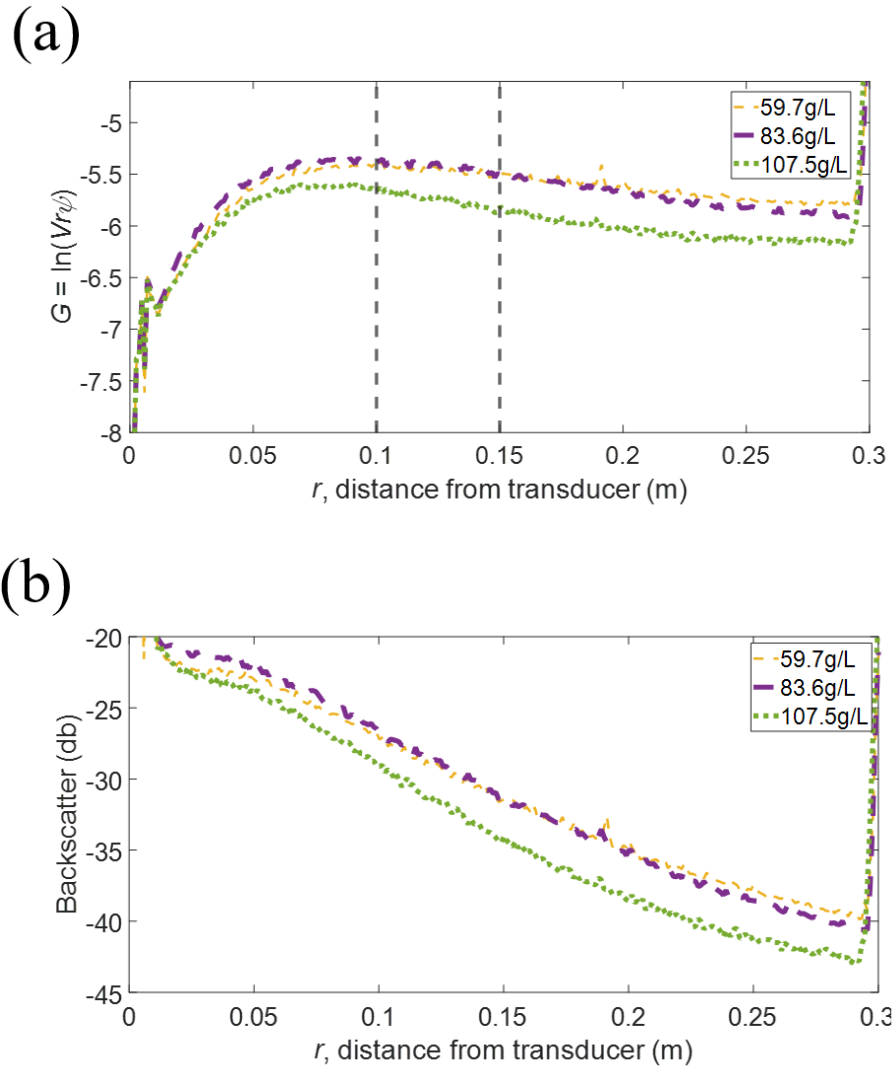 (a)
G = ln(Vrψ)
-5
-5.5
-6
-6.5
-7
-7.5
-8
59.7g/L
83.6g/L
107.5g/L
0 0.05 0.1 0.15 0.2 0.25 0.3
r, distance from transducer (m)
(b)
Backscatter (db)
-20
-25
-30
-35
-40
-45
59.7g/L
83.6g/L
107.5g/L
0 0.05 0.1 0.15 0.2 0.25 0.3
r, distance from transducer (m)